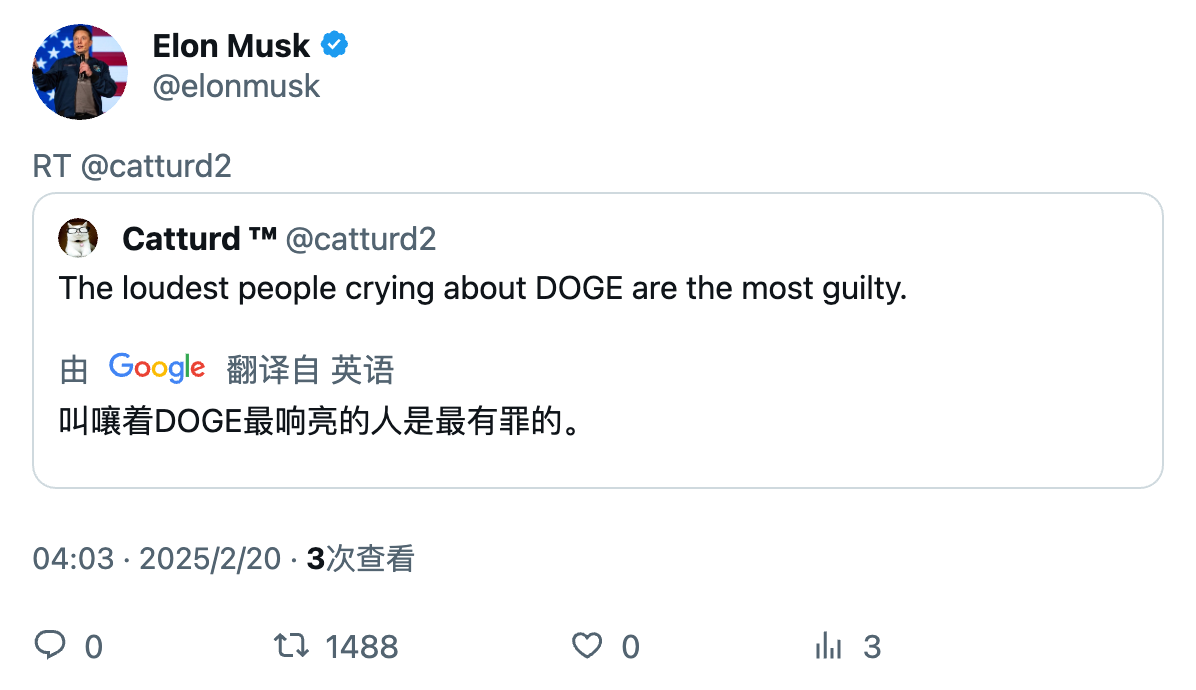 Elon Musk
@elonmusk
RT @catturd2
Catturd ™ @catturd2
The loudest people crying about DOGE are the most guilty.
由 Google 翻译自 英语
叫嚷着DOGE最响亮的人是最有罪的。
04:03 · 2025/2/20 · 3次查看
0 1488 0 3